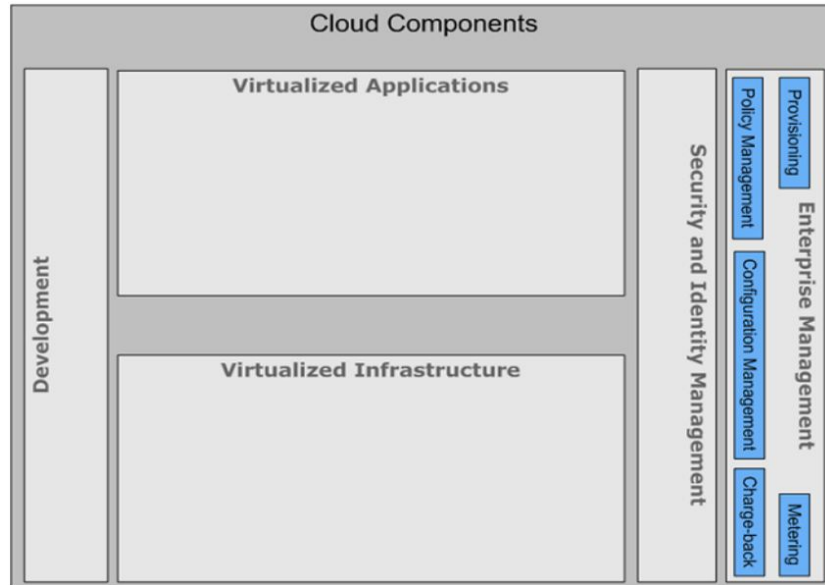 Cloud Components
Development
Virtualized Applications
Virtualized Infrastructure
Security and Identity Management
Enterprise Management
Provisioning
Policy Management
Configuration Management
Charge-back
Metering